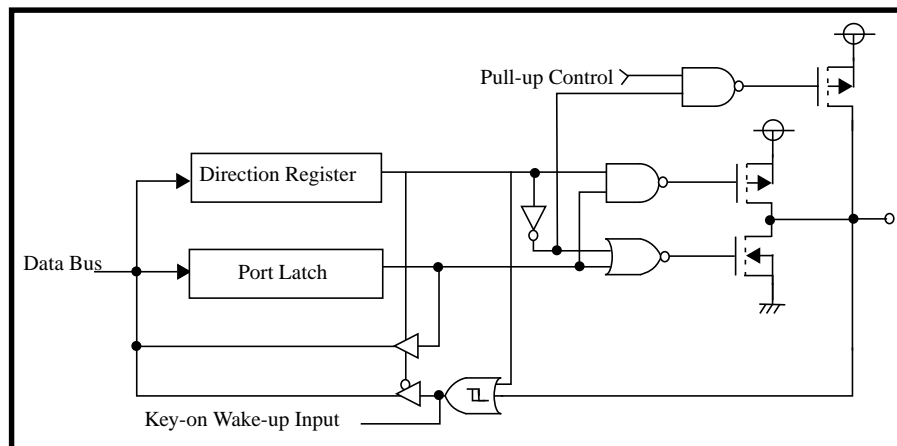 Pull-up Control
Direction Register
Data Bus
Port Latch
Key-on Wake-up Input